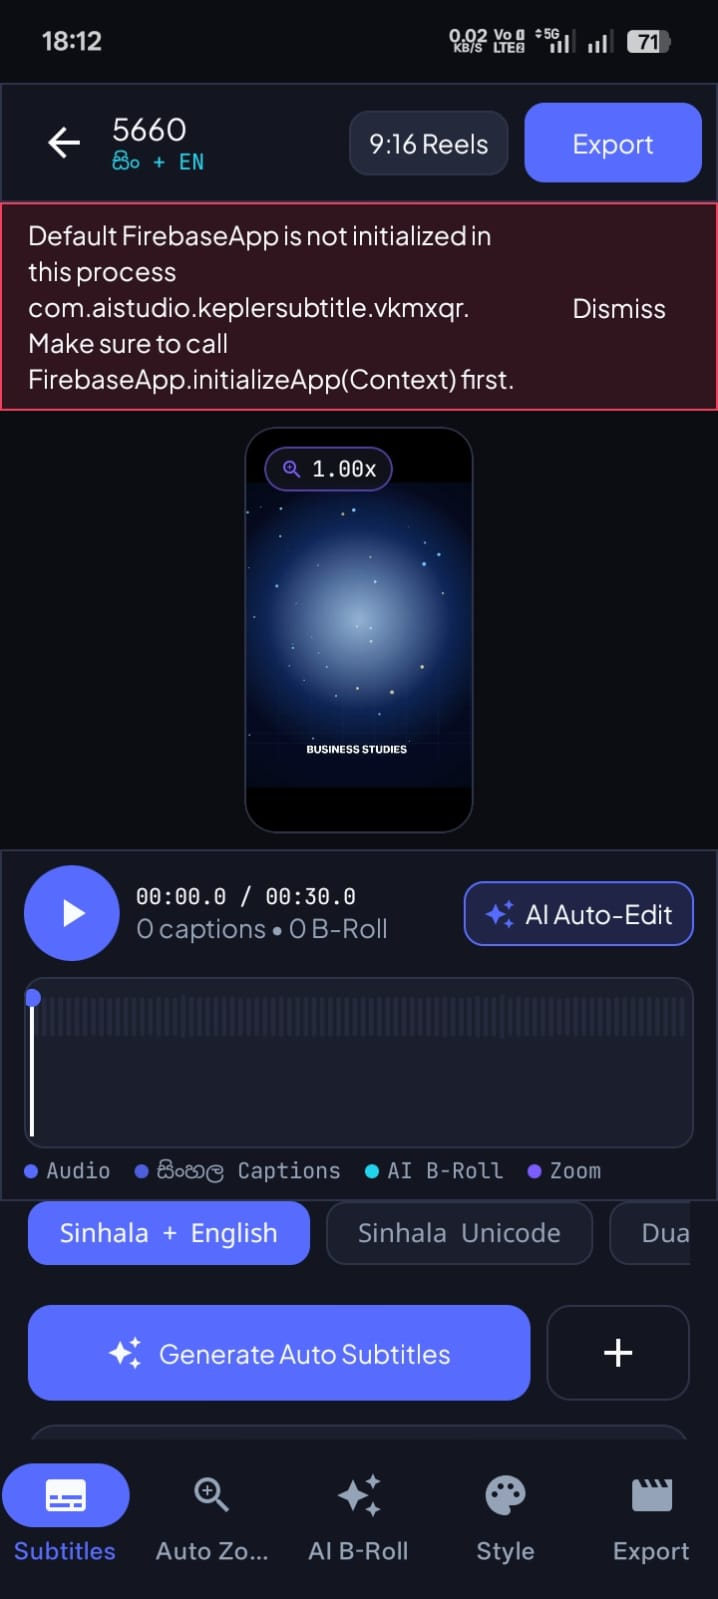 18:12
0.02 KB/S Vo LTE2 5G 71
5660
සිං + EN
9:16 Reels
Export
Default FirebaseApp is not initialized in
this process
com.aistudio.keplersubtitle.vkmxqr.
Make sure to call
FirebaseApp.initializeApp(Context) first.
Dismiss
1.00x
BUSINESS STUDIES
00:00.0 / 00:30.0
0 captions • 0 B-Roll
AI Auto-Edit
Audio
සිංහල Captions
AI B-Roll
Zoom
Sinhala + English
Sinhala Unicode
Dua
Generate Auto Subtitles
+
Subtitles
Auto Zo...
AI B-Roll
Style
Export